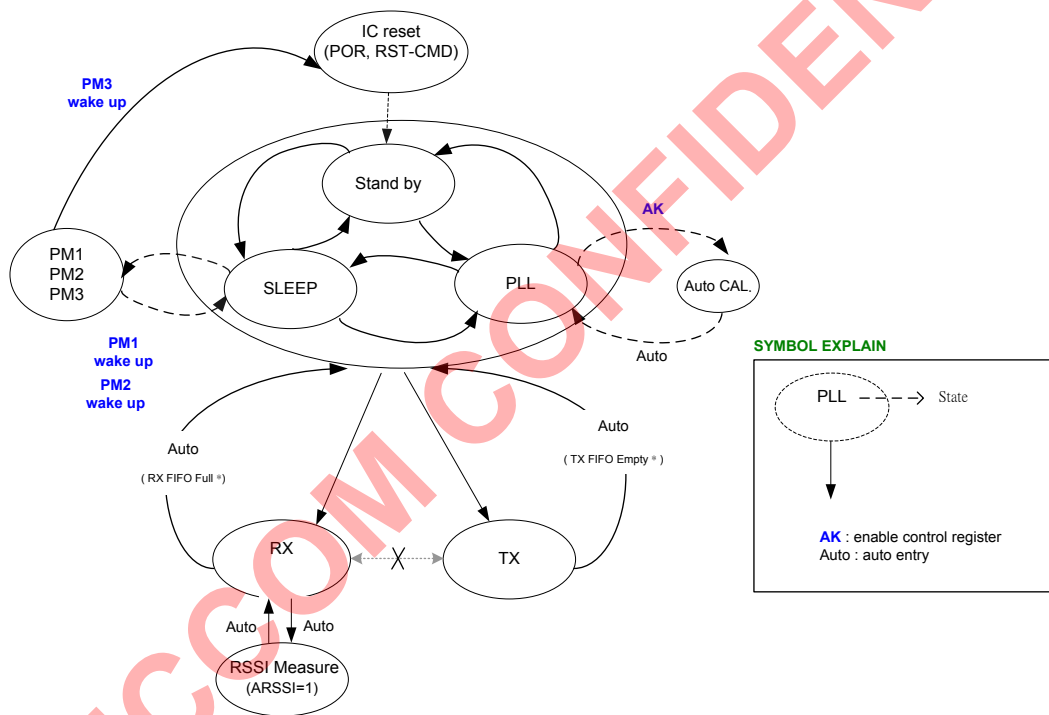 IC reset
(POR, RST-CMD)
PM3
wake up
Stand by
AK
PM1
PM2
PM3
SLEEP
PLL
Auto CAL.
PM1
wake up
PM2
wake up
Auto
SYMBOL EXPLAIN
PLL
State
Auto
( RX FIFO Full *)
Auto
( TX FIFO Empty * )
AK : enable control register
Auto : auto entry
RX
X
TX
Auto
Auto
RSSI Measure
(ARSSI=1)
CCOM CONFIDEN